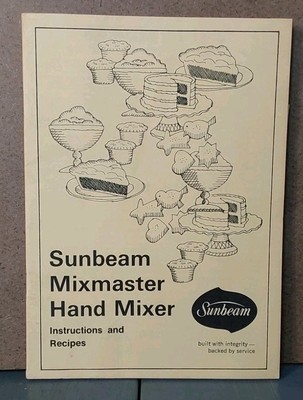 Sunbeam
Mixmaster
Hand Mixer
Instructions and
Recipes
Sunbeam
built with integrity —
backed by service